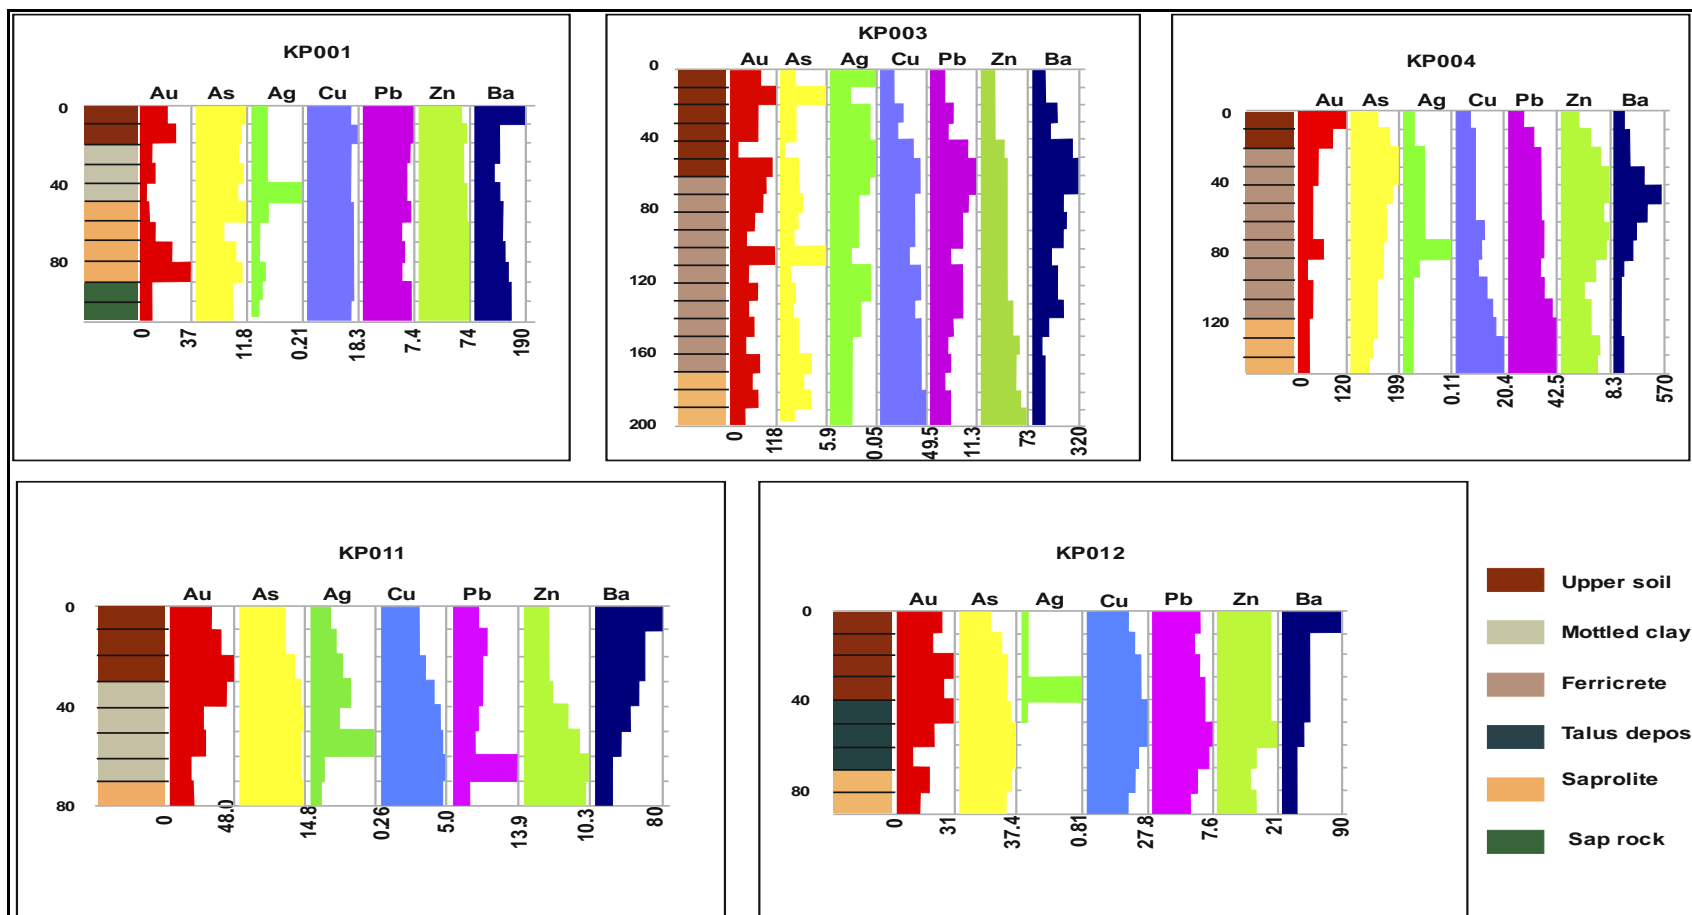 KP001
Au As Ag Cu Pb Zn Ba
0
40
80
0 37 11.8 0.21 18.3 7.4 74 190
KP003
Au As Ag Cu Pb Zn Ba
0
40
80
120
160
200
0 118 5.9 0.05 49.5 11.3 73 320
KP004
Au As Ag Cu Pb Zn Ba
0
40
80
120
0 120 199 0.11 20.4 42.5 8.3 570
KP011
Au As Ag Cu Pb Zn Ba
0
40
80
0 48.0 14.8 0.26 5.0 13.9 10.3 80
KP012
Au As Ag Cu Pb Zn Ba
0
40
80
0 31 37.4 0.81 27.8 7.6 21 90
Upper soil
Mottled clay
Ferricrete
Talus depos
Saprolite
Sap rock